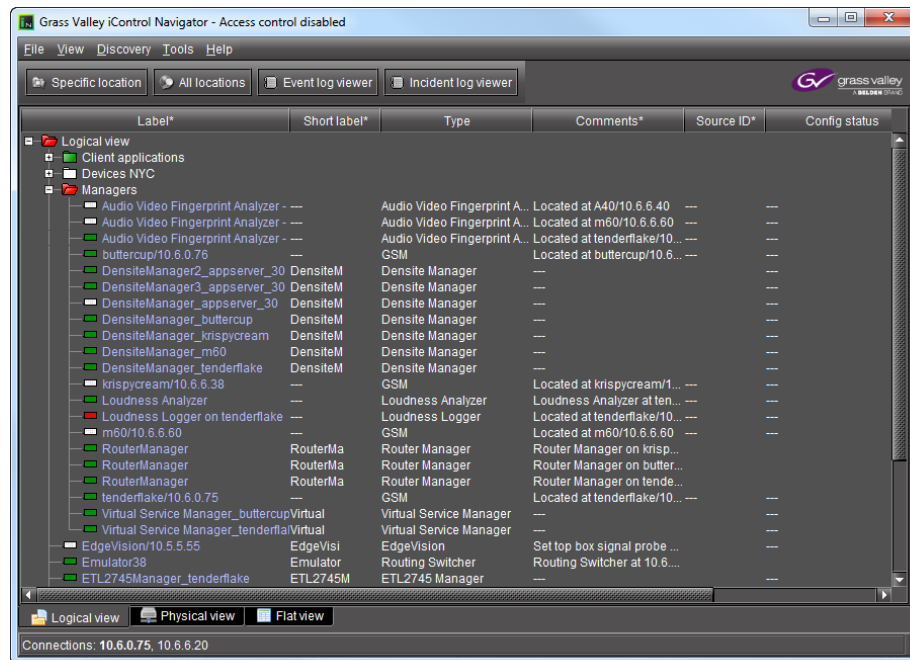 Grass Valley iControl Navigator - Access control disabled
File View Discovery Tools Help
Specific location All locations Event log viewer Incident log viewer
grass valley
A BELDEN BRAND
Label* Short label* Type Comments* Source ID* Config status
Logical view
Client applications
Devices NYC
Managers
Audio Video Fingerprint Analyzer - --- Audio Video Fingerprint A... Located at A40/10.6.6.40 --- ---
Audio Video Fingerprint Analyzer - --- Audio Video Fingerprint A... Located at m60/10.6.6.60 --- ---
Audio Video Fingerprint Analyzer - --- Audio Video Fingerprint A... Located at tenderflake/10... --- ---
buttercup/10.6.0.76 --- GSM Located at buttercup/10.6... --- ---
DensiteManager2_appserver_30 DensiteM Densite Manager --- ---
DensiteManager3_appserver_30 DensiteM Densite Manager --- ---
DensiteManager_appserver_30 DensiteM Densite Manager --- ---
DensiteManager_buttercup DensiteM Densite Manager --- ---
DensiteManager_krispycream DensiteM Densite Manager --- ---
DensiteManager_m60 DensiteM Densite Manager --- ---
DensiteManager_tenderflake DensiteM Densite Manager --- ---
krispycream/10.6.6.38 --- GSM Located at krispycream/1... --- ---
Loudness Analyzer --- Loudness Analyzer Loudness Analyzer at ten... --- ---
Loudness Logger on tenderflake --- Loudness Logger Located at tenderflake/10... --- ---
m60/10.6.6.60 --- GSM Located at m60/10.6.6.60 --- ---
RouterManager RouterMa Router Manager Router Manager on krisp...
RouterManager RouterMa Router Manager Router Manager on butter...
RouterManager RouterMa Router Manager Router Manager on tende...
tenderflake/10.6.0.75 --- GSM Located at tenderflake/10... --- ---
Virtual Service Manager_buttercup Virtual Virtual Service Manager --- ---
Virtual Service Manager_tenderfla Virtual Virtual Service Manager --- ---
EdgeVision/10.5.5.55 EdgeVisi EdgeVision Set top box signal probe ... ---
Emulator38 Emulator Routing Switcher Routing Switcher at 10.6....
ETL2745Manager_tenderflake ETL2745M ETL2745 Manager --- ---
Logical view Physical view Flat view
Connections: 10.6.0.75, 10.6.6.20